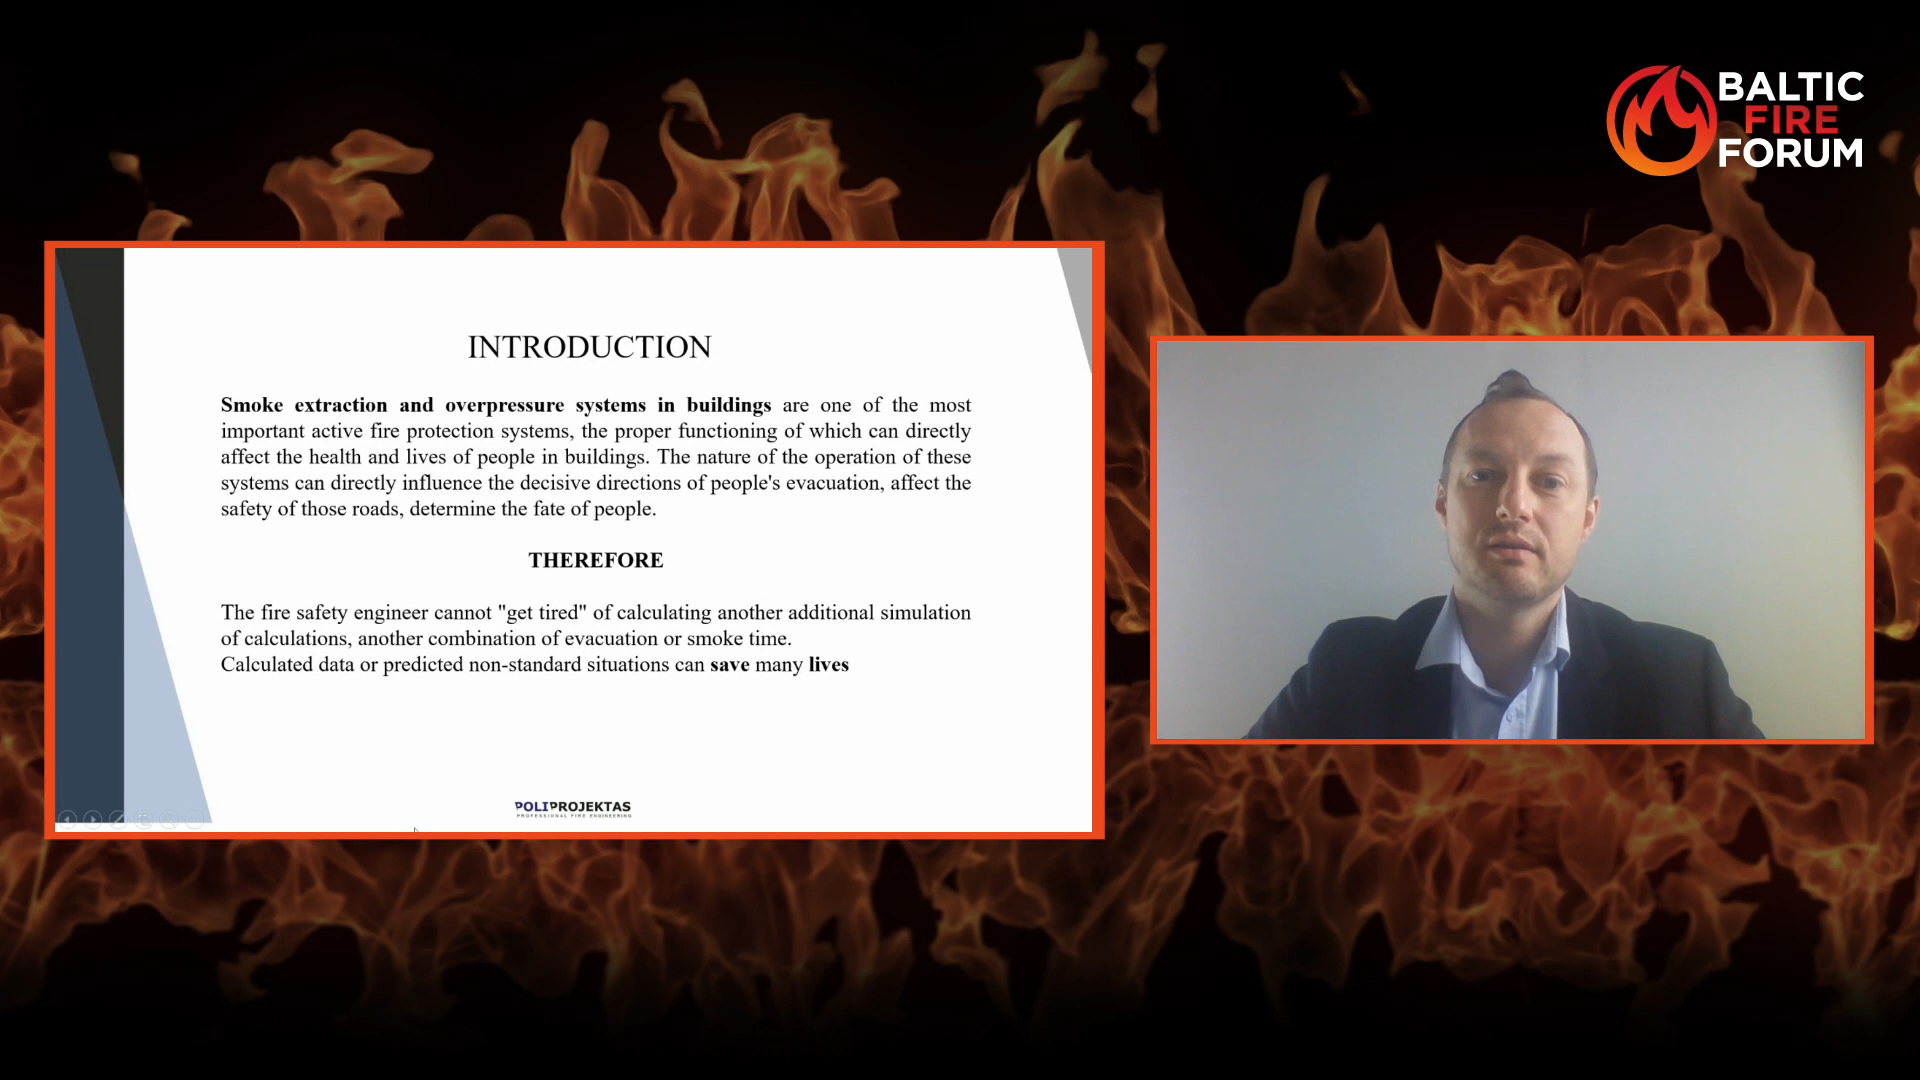 BALTIC
FIRE
FORUM
INTRODUCTION
Smoke extraction and overpressure systems in buildings are one of the most
important active fire protection systems, the proper functioning of which can directly
affect the health and lives of people in buildings. The nature of the operation of these
systems can directly influence the decisive directions of people's evacuation, affect the
safety of those roads, determine the fate of people.
THEREFORE
The fire safety engineer cannot "get tired" of calculating another additional simulation
of calculations, another combination of evacuation or smoke time.
Calculated data or predicted non-standard situations can save many lives
POLIPROJEKTAS
PROFESSIONAL FIRE ENGINEERING